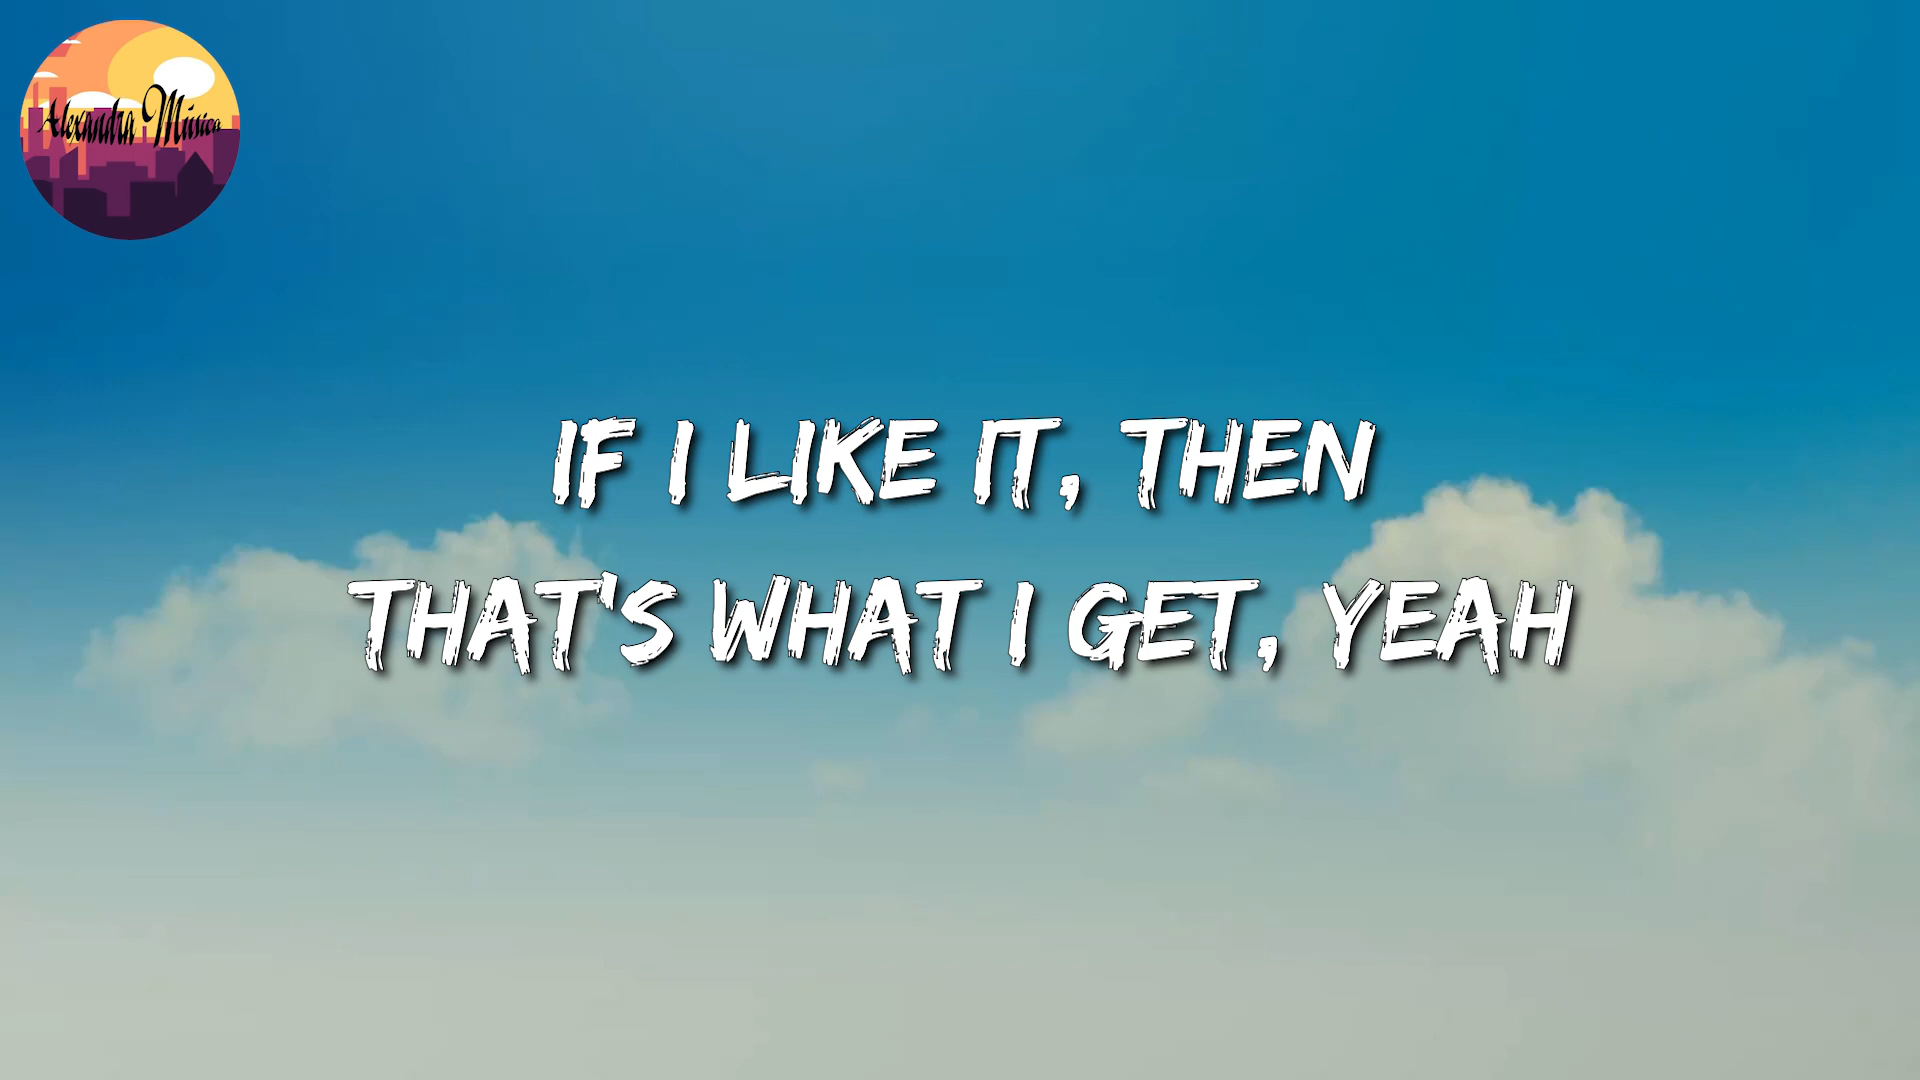 Alexandra Música
IF I LIKE IT, THEN
THAT'S WHAT I GET, YEAH